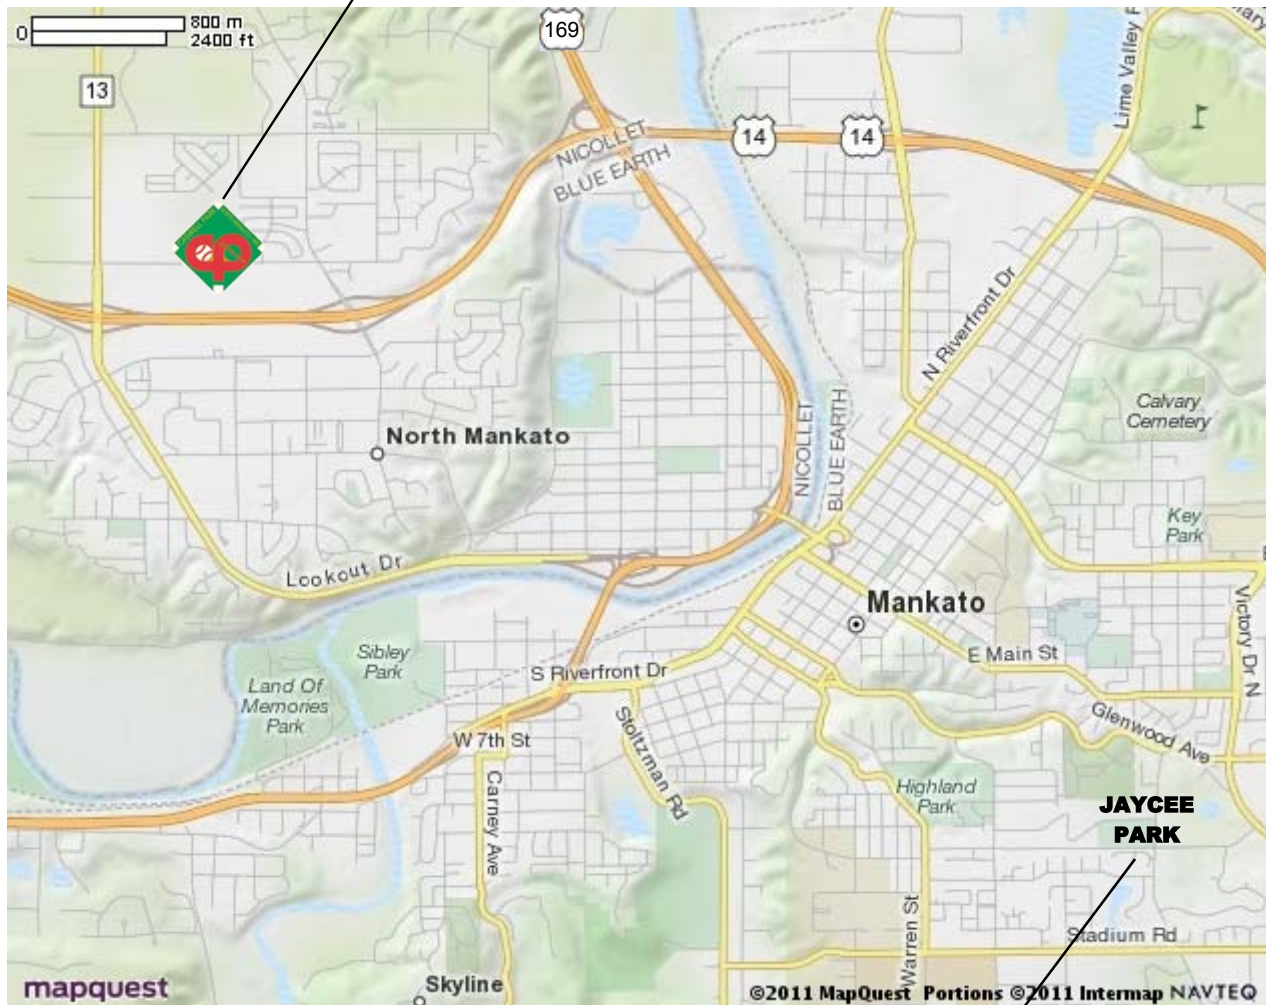 0
800 m
2400 ft
169
13
14
14
NICOLLET
BLUE EARTH
Lime Valley R
N Riverfront Dr
Calvary
Cemetery
North Mankato
NICOLLET
BLUE EARTH
Key
Park
Lookout Dr
Mankato
Victory Dr N
E Main St
Sibley
Park
Land Of
Memories
Park
S Riverfront Dr
Glenwood Ave
W 7th St
Stoltzman Rd
Carney Ave
Highland
Park
JAYCEE
PARK
Warren St
Stadium Rd
Skyline
mapquest
©2011 MapQuest Portions ©2011 Intermap NAVTEQ